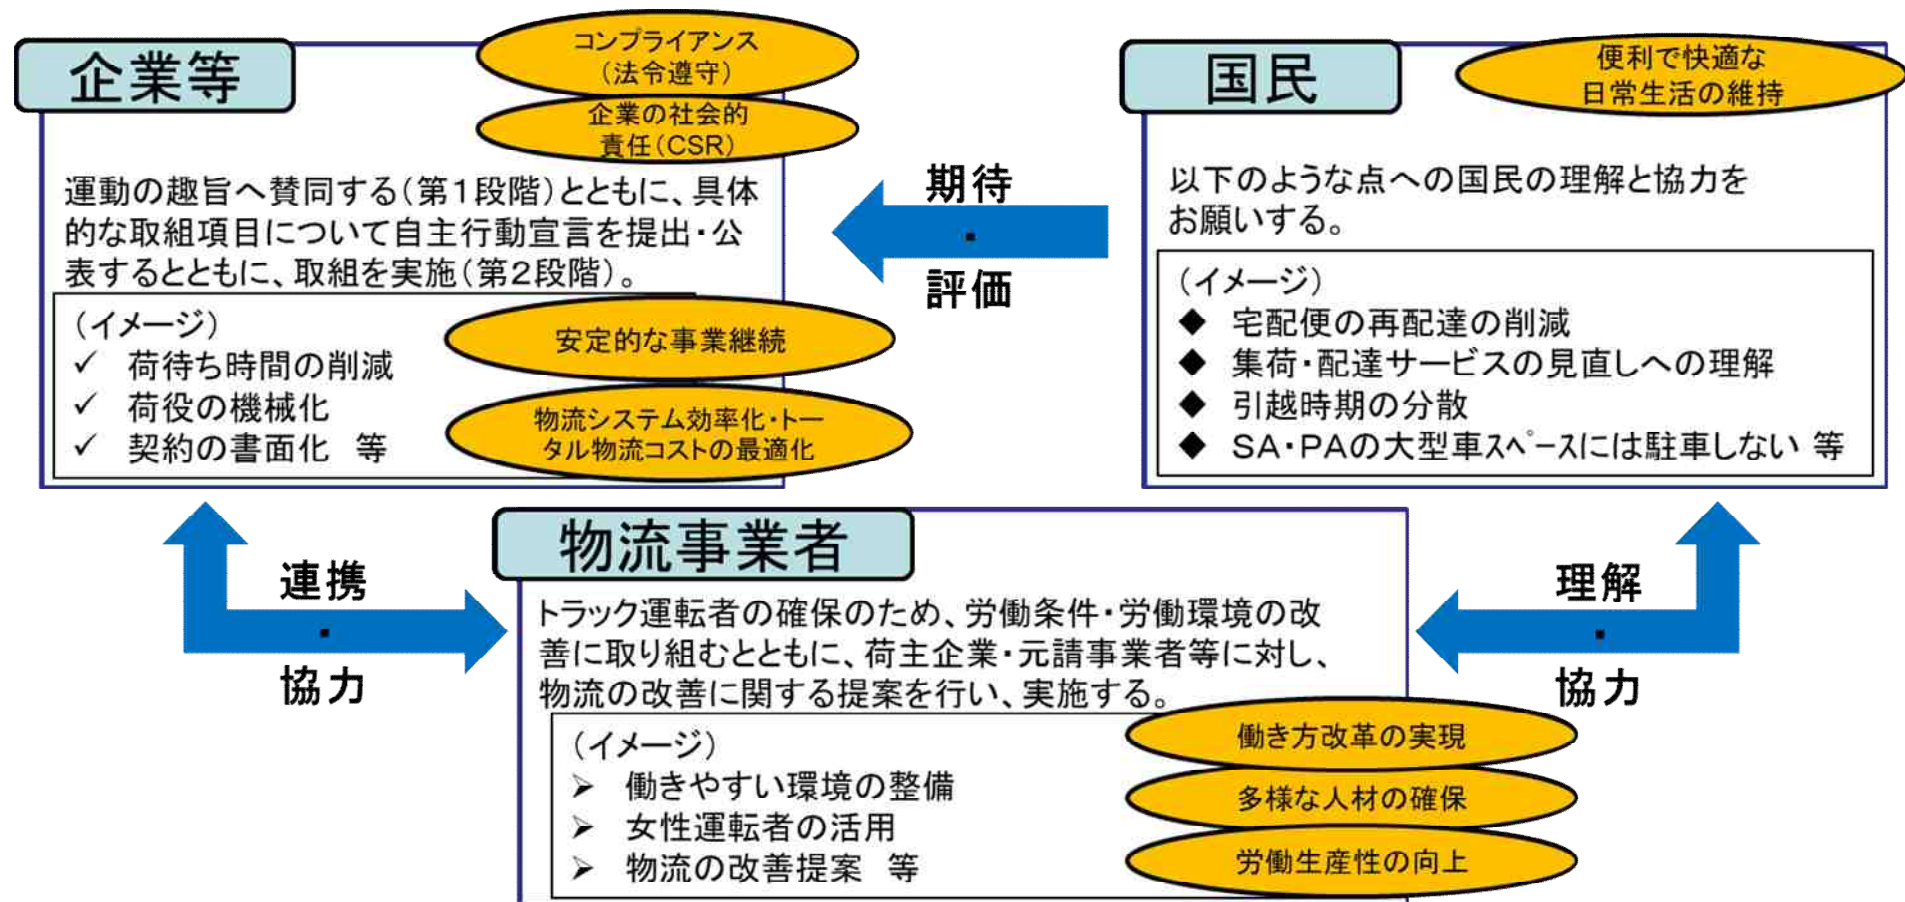 企業等
コンプライアンス
（法令遵守）
企業の社会的
責任（CSR）
運動の趣旨へ賛同する（第１段階）とともに、具体
的な取組項目について自主行動宣言を提出・公
表するとともに、取組を実施（第２段階）。
（イメージ）
✓ 荷待ち時間の削減
✓ 荷役の機械化
✓ 契約の書面化　等
安定的な事業継続
物流システム効率化・トー
タル物流コストの最適化
期待
・
評価
国民
便利で快適な
日常生活の維持
以下のような点への国民の理解と協力を
お願いする。
（イメージ）
◆ 宅配便の再配達の削減
◆ 集荷・配達サービスの見直しへの理解
◆ 引越時期の分散
◆ SA・PAの大型車ｽﾍﾟｰｽには駐車しない 等
連携
・
協力
物流事業者
トラック運転者の確保のため、労働条件・労働環境の改
善に取り組むとともに、荷主企業・元請事業者等に対し、
物流の改善に関する提案を行い、実施する。
（イメージ）
➢ 働きやすい環境の整備
➢ 女性運転者の活用
➢ 物流の改善提案　等
働き方改革の実現
多様な人材の確保
労働生産性の向上
理解
・
協力